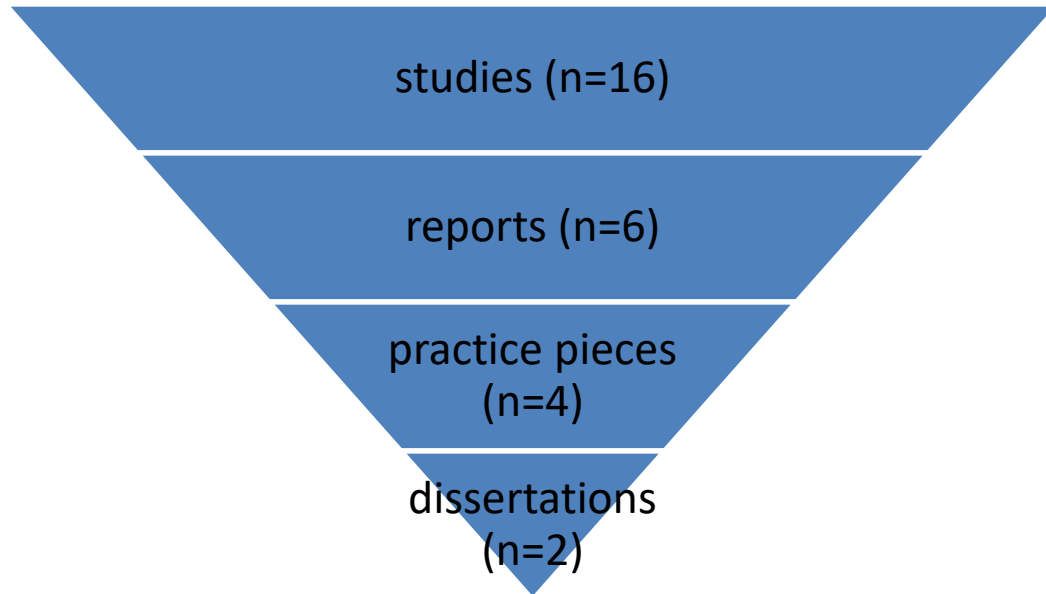 studies (n=16)
reports (n=6)
practice pieces
(n=4)
dissertations
(n=2)